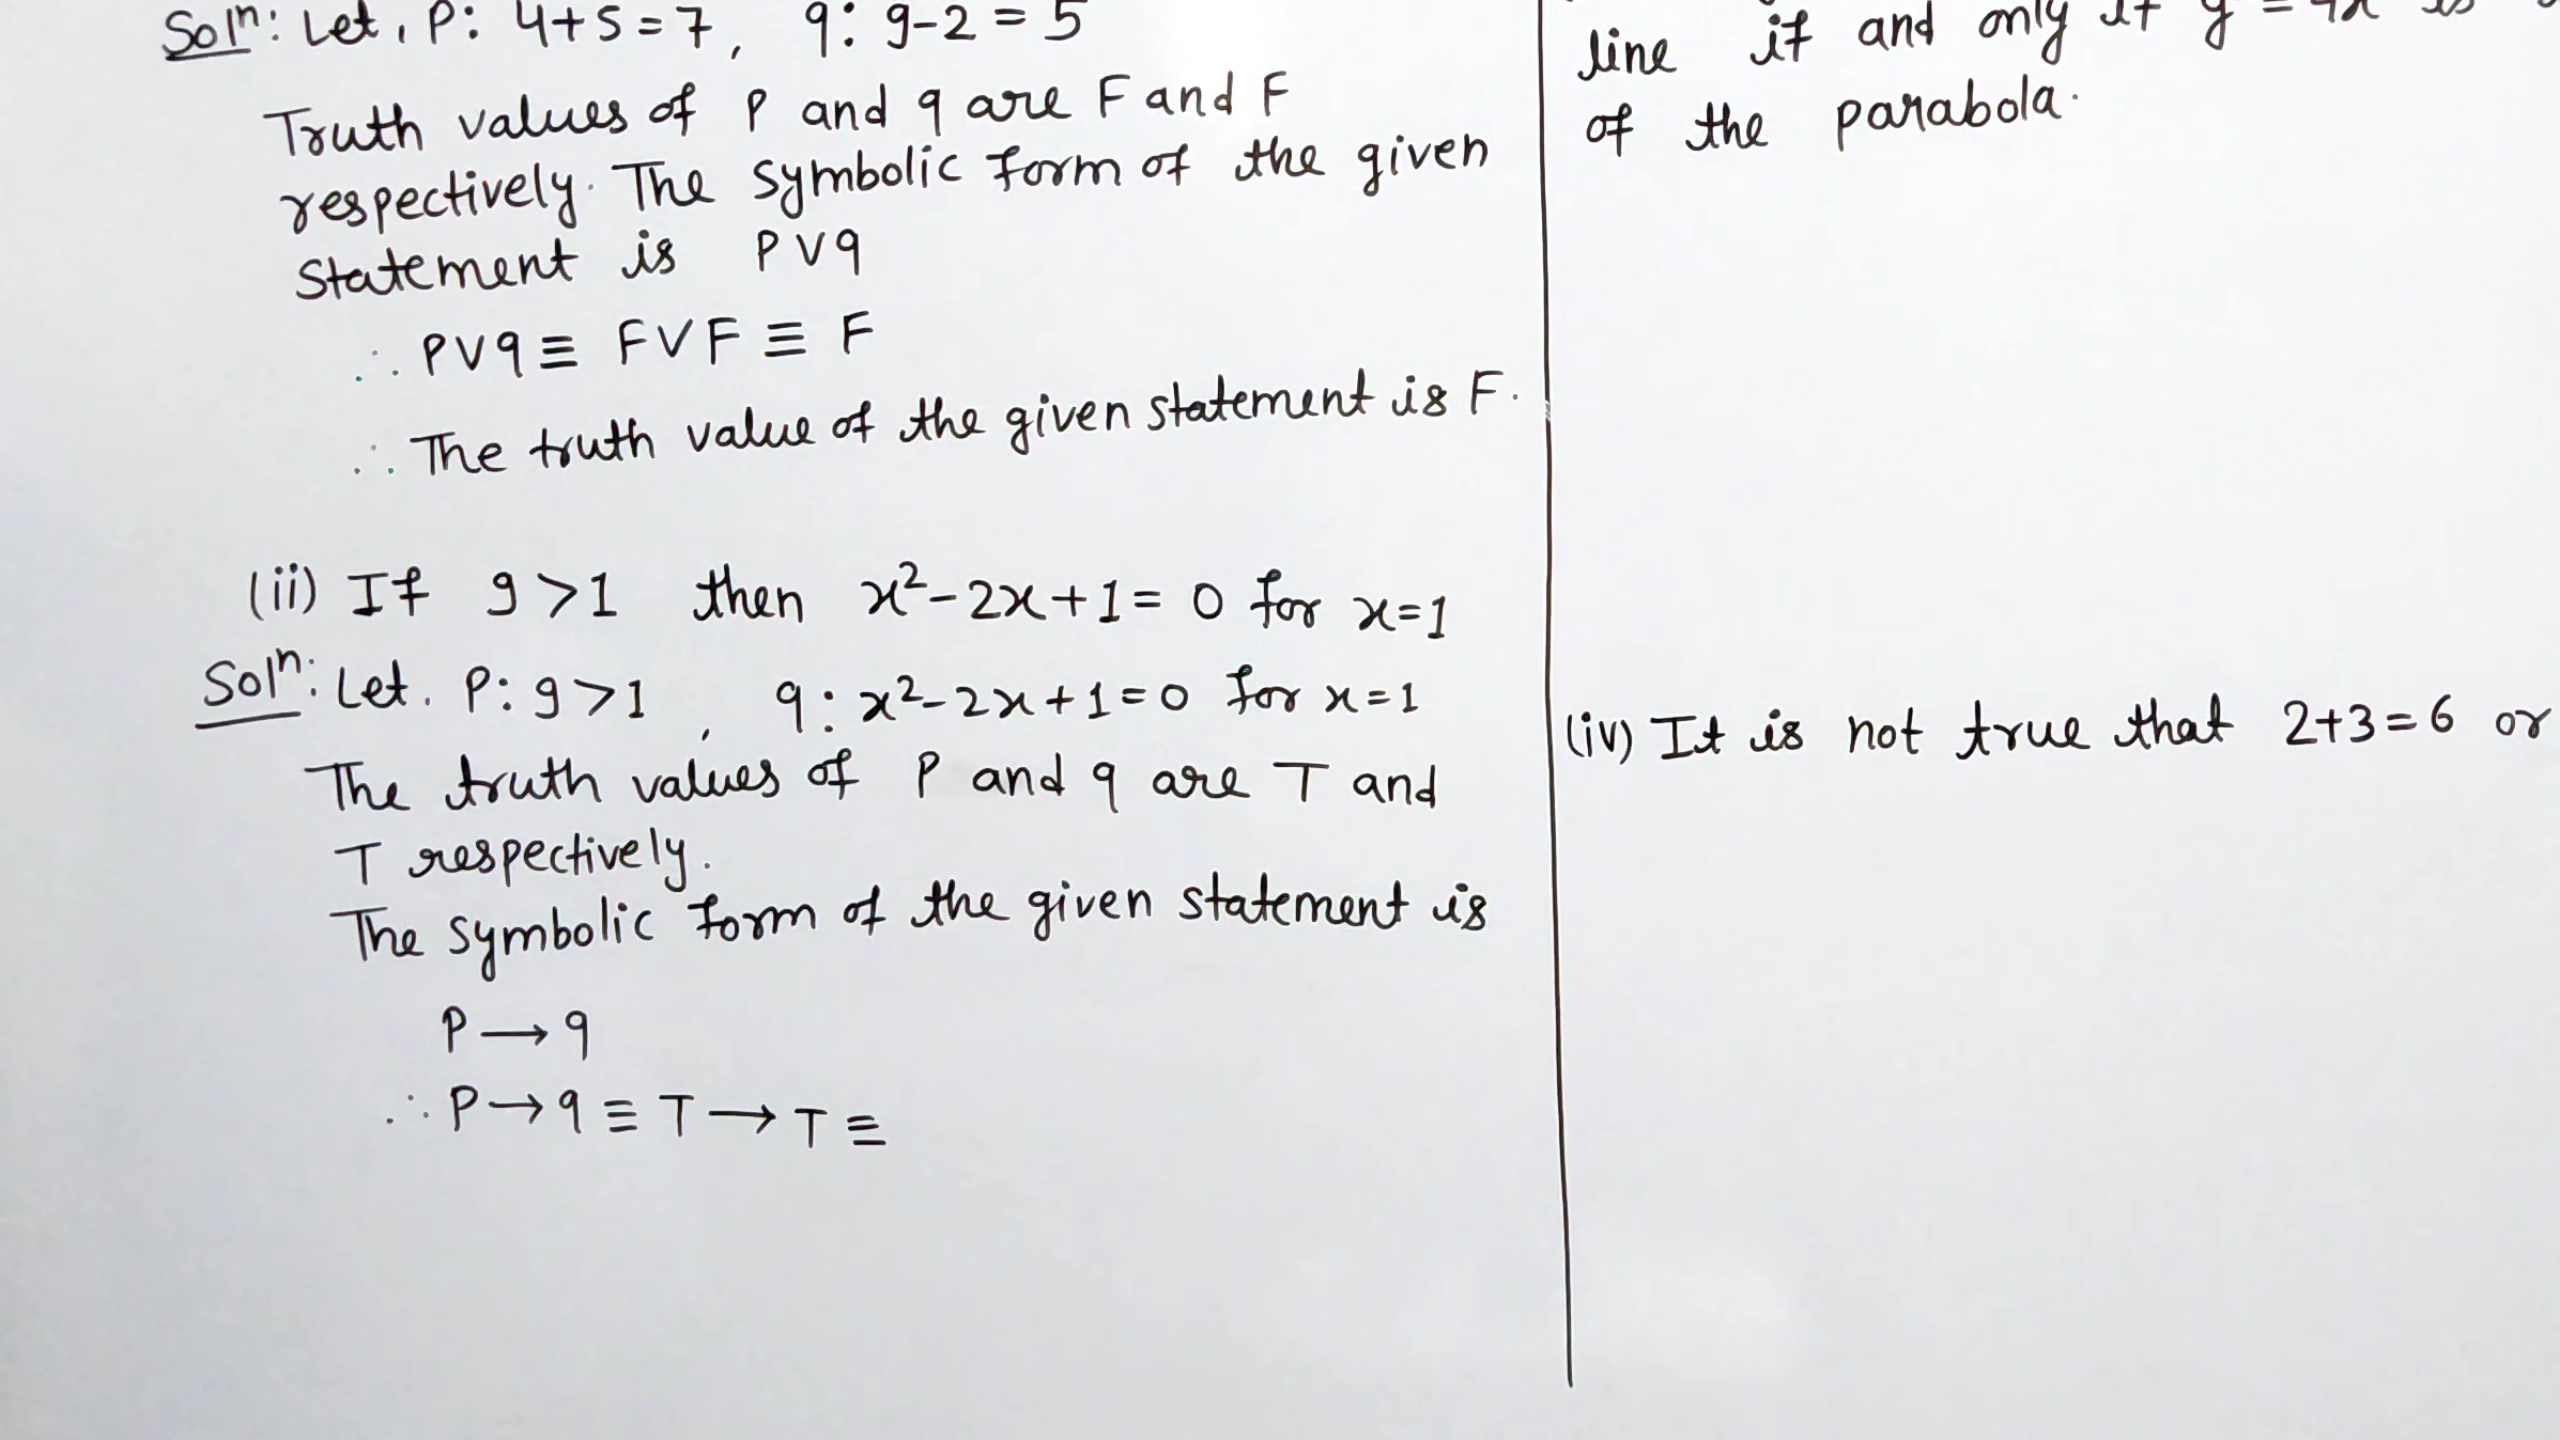 Solⁿ: Let, P: 4+5=7, q: 9-2=5
Truth values of P and q are F and F
respectively. The symbolic form of the given
statement is P∨q
∴ P∨q ≡ F∨F ≡ F
∴ The truth value of the given statement is F.
(ii) If 9>1 then x²-2x+1=0 for x=1
Solⁿ: Let. P: 9>1, q: x²-2x+1=0 for x=1
The truth values of P and q are T and
T respectively.
The symbolic form of the given statement is
P→q
∴ P→q ≡ T→T ≡
line if and only if y = 4x is
of the parabola.
(iv) It is not true that 2+3=6 or